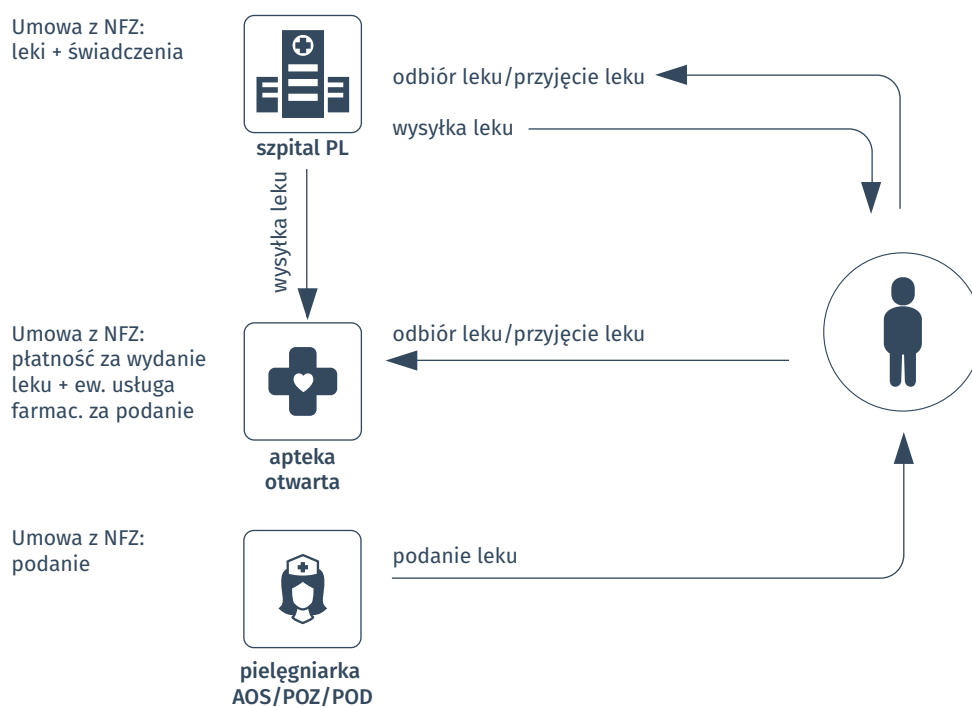 Umowa z NFZ:
leki + świadczenia
odbiór leku/przyjęcie leku
wysyłka leku
szpital PL
wysyłka leku
Umowa z NFZ:
płatność za wydanie
leku + ew. usługa
farmac. za podanie
odbiór leku/przyjęcie leku
apteka
otwarta
Umowa z NFZ:
podanie
podanie leku
pielęgniarka
AOS/POZ/POD